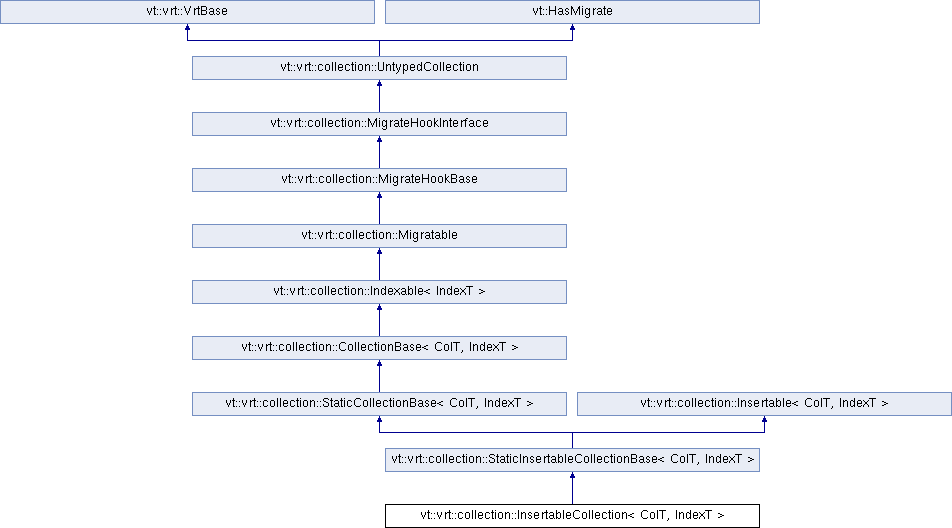 vt::vrt::VrtBase
vt::HasMigrate
vt::vrt::collection::UntypedCollection
vt::vrt::collection::MigrateHookInterface
vt::vrt::collection::MigrateHookBase
vt::vrt::collection::Migratable
vt::vrt::collection::Indexable< IndexT >
vt::vrt::collection::CollectionBase< ColT, IndexT >
vt::vrt::collection::StaticCollectionBase< ColT, IndexT >
vt::vrt::collection::Insertable< ColT, IndexT >
vt::vrt::collection::StaticInsertableCollectionBase< ColT, IndexT >
vt::vrt::collection::InsertableCollection< ColT, IndexT >